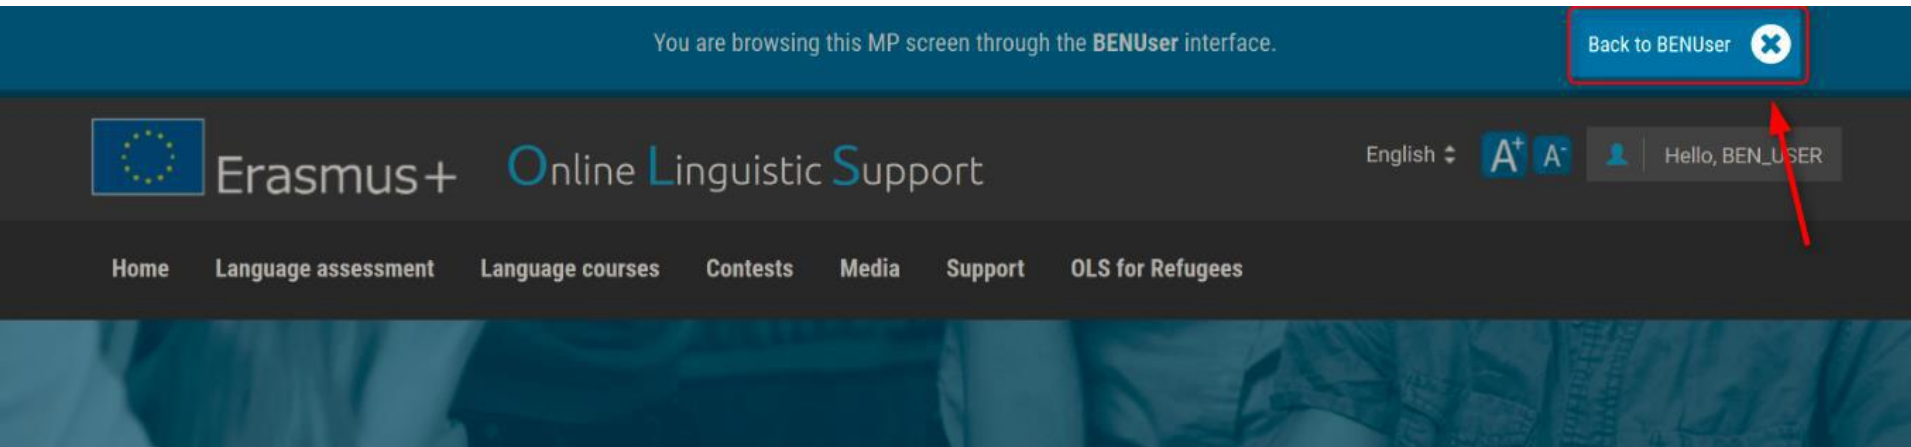 You are browsing this MP screen through the BENUser interface.
Back to BENUser
Erasmus+ Online Linguistic Support
English
A+ A-
Hello, BEN_USER
Home Language assessment Language courses Contests Media Support OLS for Refugees